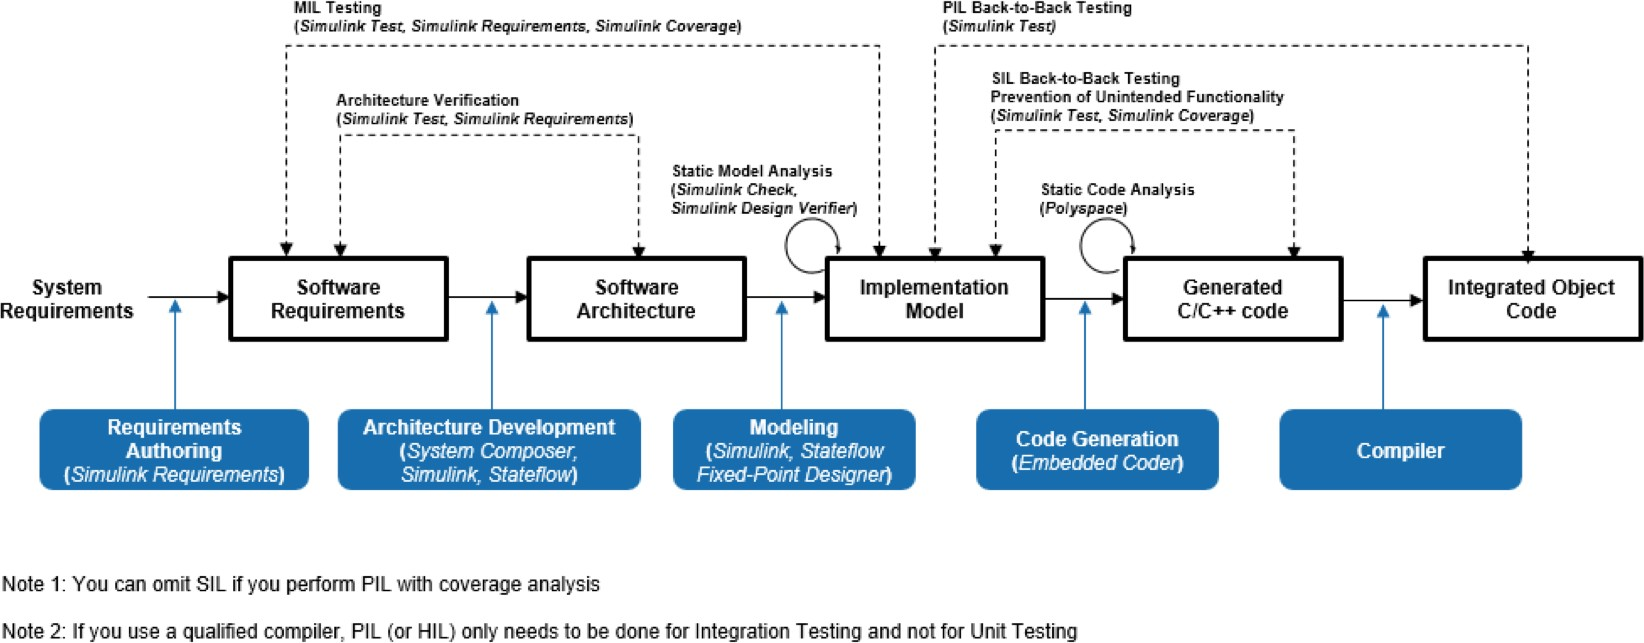 MIL Testing
(Simulink Test, Simulink Requirements, Simulink Coverage)
PIL Back-to-Back Testing
(Simulink Test)
Architecture Verification
(Simulink Test, Simulink Requirements)
SIL Back-to-Back Testing
Prevention of Unintended Functionality
(Simulink Test, Simulink Coverage)
Static Model Analysis
(Simulink Check,
Simulink Design Verifier)
Static Code Analysis
(Polyspace)
System
Requirements
Software
Requirements
Software
Architecture
Implementation
Model
Generated
C/C++ code
Integrated Object
Code
Requirements
Authoring
(Simulink Requirements)
Architecture Development
(System Composer,
Simulink, Stateflow)
Modeling
(Simulink, Stateflow
Fixed-Point Designer)
Code Generation
(Embedded Coder)
Compiler
Note 1: You can omit SIL if you perform PIL with coverage analysis
Note 2: If you use a qualified compiler, PIL (or HIL) only needs to be done for Integration Testing and not for Unit Testing